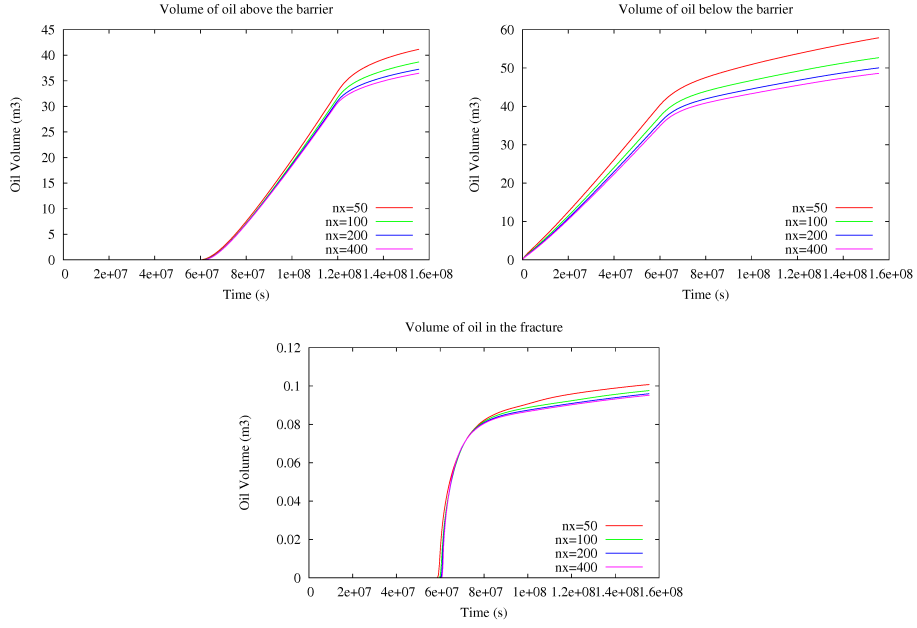 Volume of oil above the barrier
Oil Volume (m3)
45
40
35
30
25
20
15
10
5
0
nx=50
nx=100
nx=200
nx=400
0 2e+07 4e+07 6e+07 8e+07 1e+08 1.2e+08 1.4e+08 1.6e+08
Time (s)
Volume of oil below the barrier
Oil Volume (m3)
60
50
40
30
20
10
0
nx=50
nx=100
nx=200
nx=400
0 2e+07 4e+07 6e+07 8e+07 1e+08 1.2e+08 1.4e+08 1.6e+08
Time (s)
Volume of oil in the fracture
Oil Volume (m3)
0.12
0.1
0.08
0.06
0.04
0.02
0
nx=50
nx=100
nx=200
nx=400
0 2e+07 4e+07 6e+07 8e+07 1e+08 1.2e+08 1.4e+08 1.6e+08
Time (s)